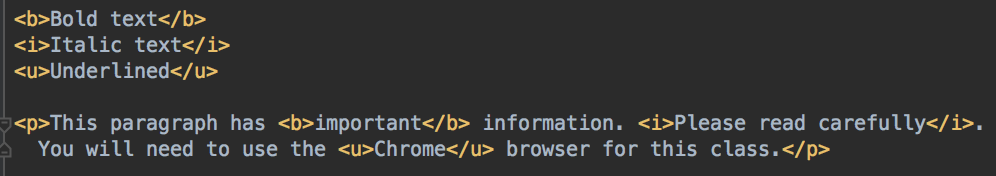 <b>Bold text</b>
<i>Italic text</i>
<u>Underlined</u>
<p>This paragraph has <b>important</b> information. <i>Please read carefully</i>.
You will need to use the <u>Chrome</u> browser for this class.</p>